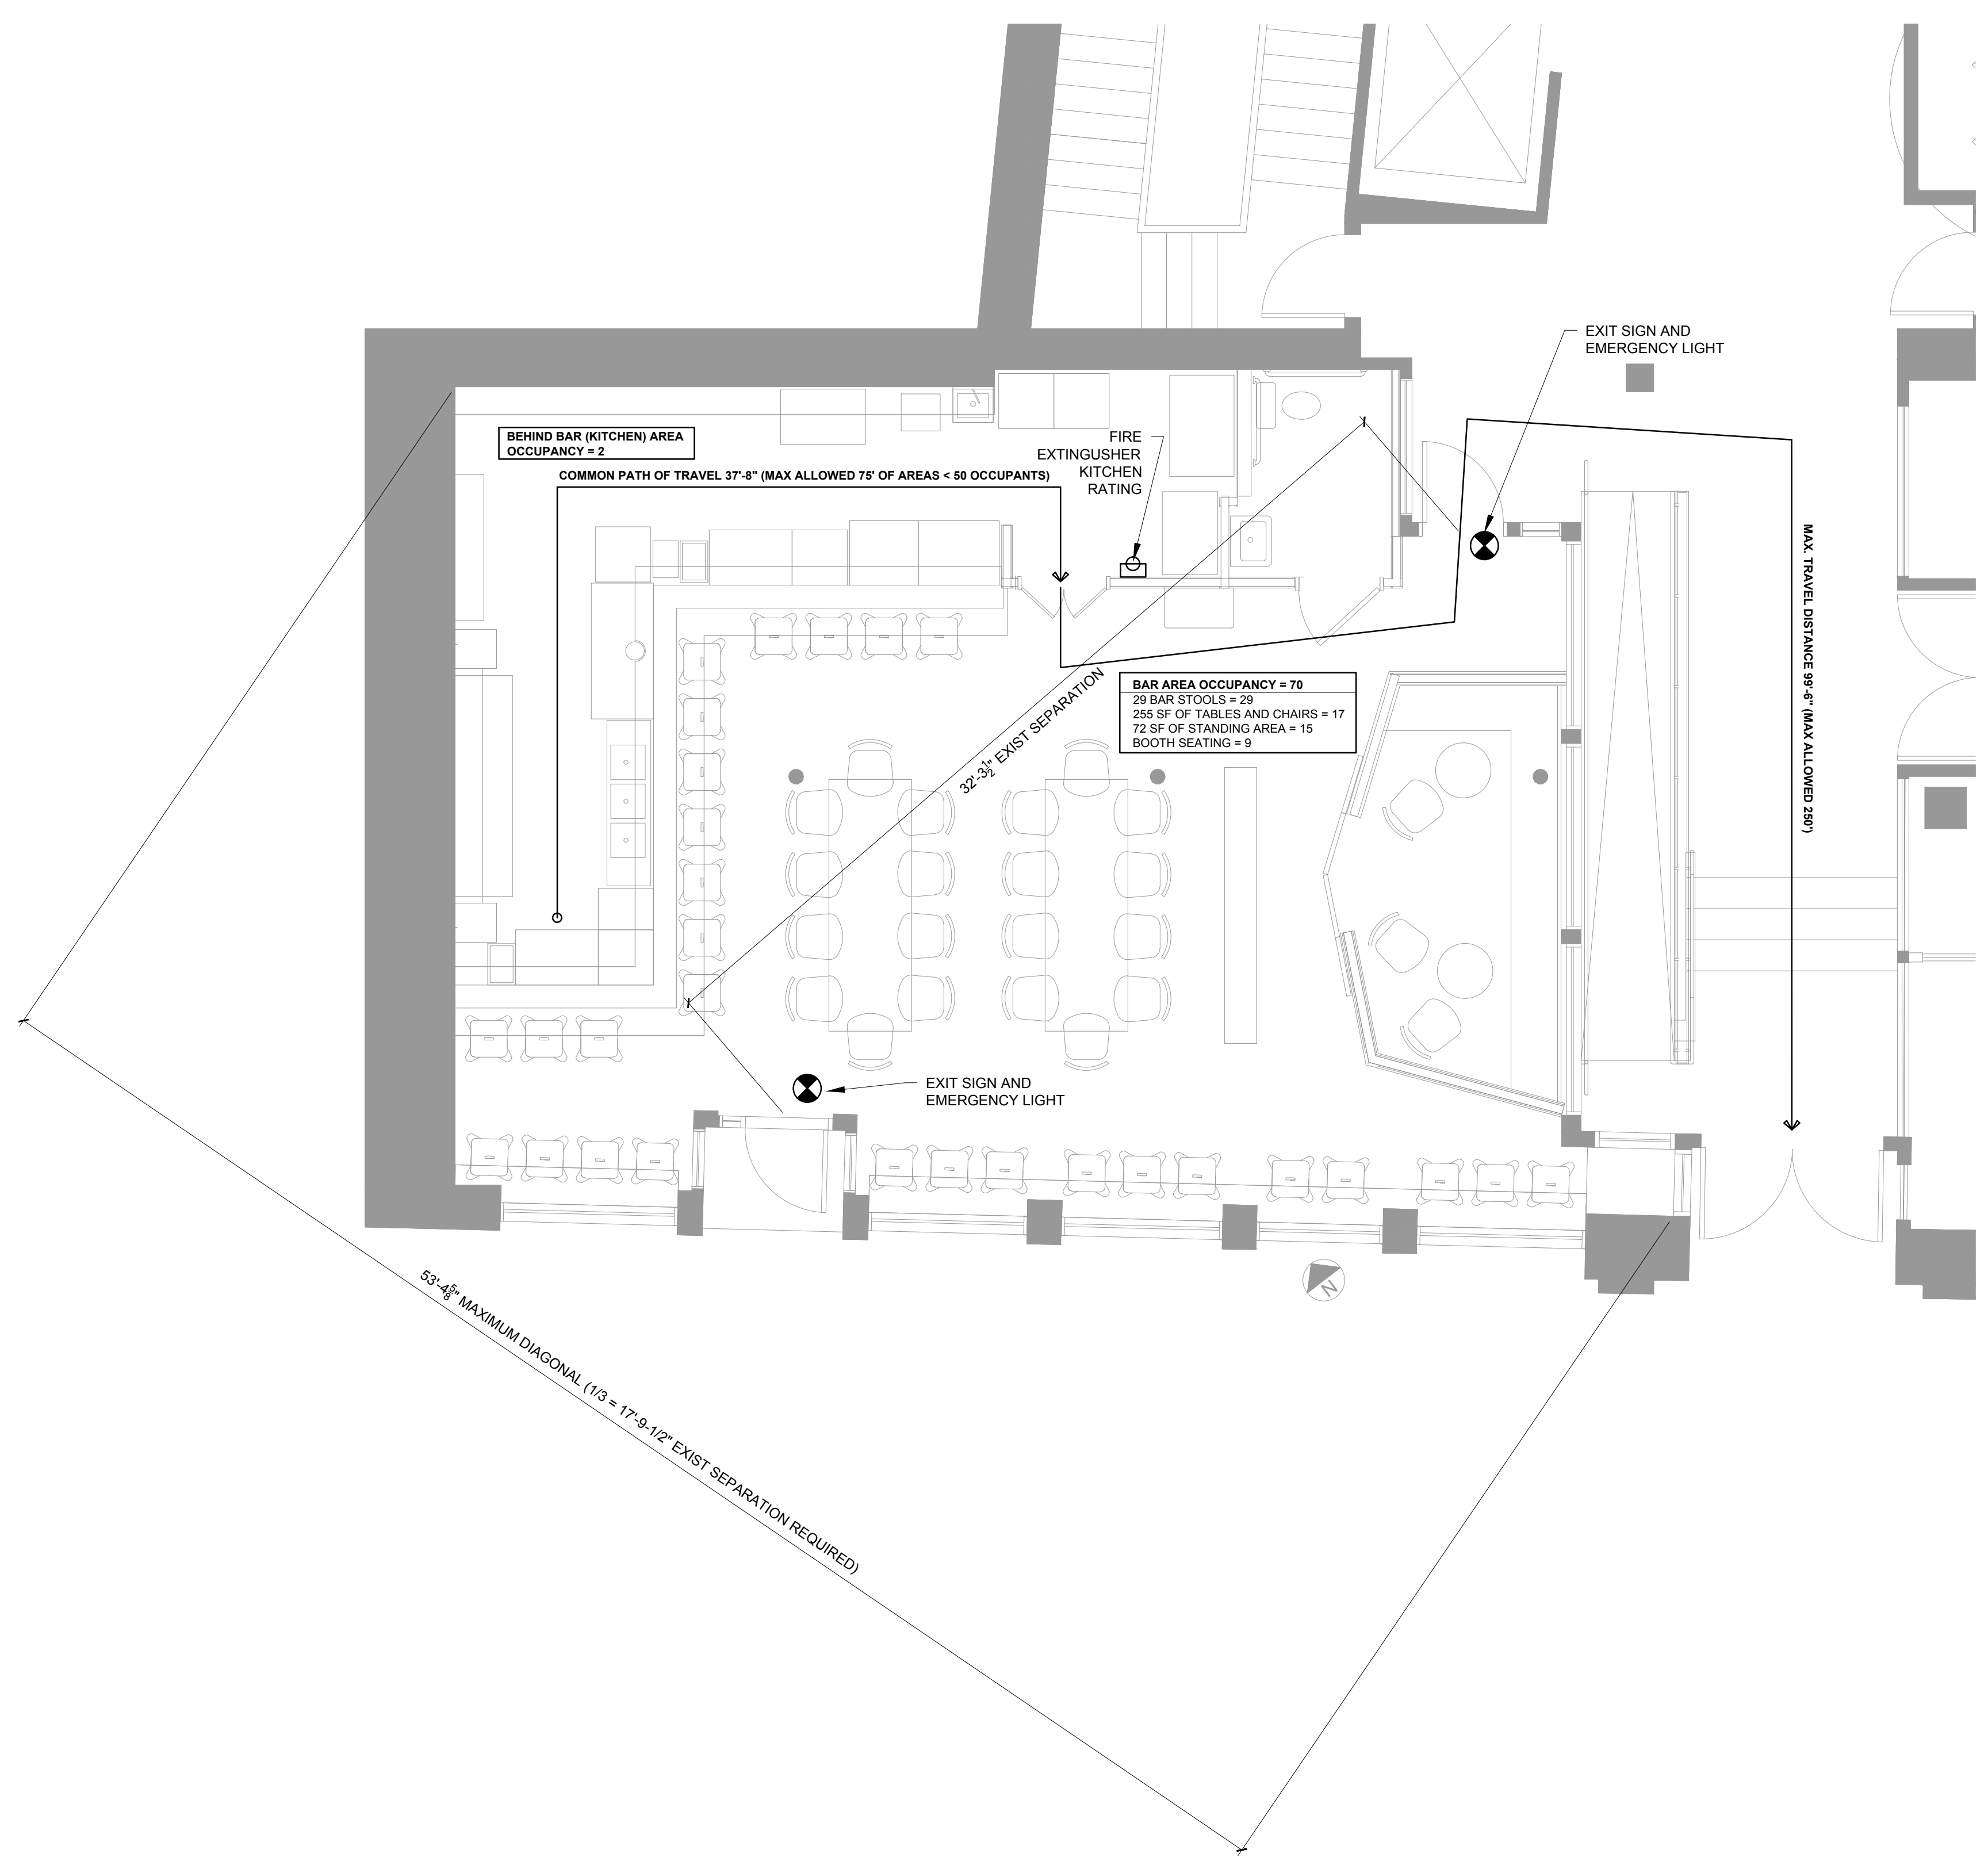 EXIT SIGN AND
EMERGENCY LIGHT
BEHIND BAR (KITCHEN) AREA
OCCUPANCY = 2
COMMON PATH OF TRAVEL 37'-8" (MAX ALLOWED 75' OF AREAS < 50 OCCUPANTS)
FIRE
EXTINGUSHER
KITCHEN
RATING
MAX. TRAVEL DISTANCE 99'-6" (MAX ALLOWED 250')
BAR AREA OCCUPANCY = 70
29 BAR STOOLS = 29
255 SF OF TABLES AND CHAIRS = 17
72 SF OF STANDING AREA = 15
BOOTH SEATING = 9
32'-3½" EXIST SEPARATION
EXIT SIGN AND
EMERGENCY LIGHT
N
53'-4⅝" MAXIMUM DIAGONAL (1/3 = 17'-9-1/2" EXIST SEPARATION REQUIRED)